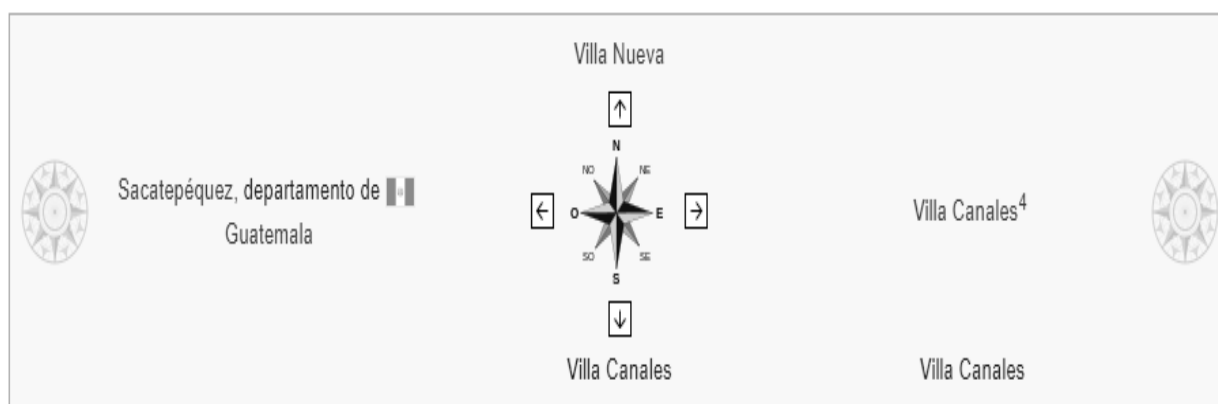 Villa Nueva
↑
N
NO NE
Sacatepéquez, departamento de
Guatemala
← O E →
Villa Canales⁴
SO SE
S
↓
Villa Canales
Villa Canales